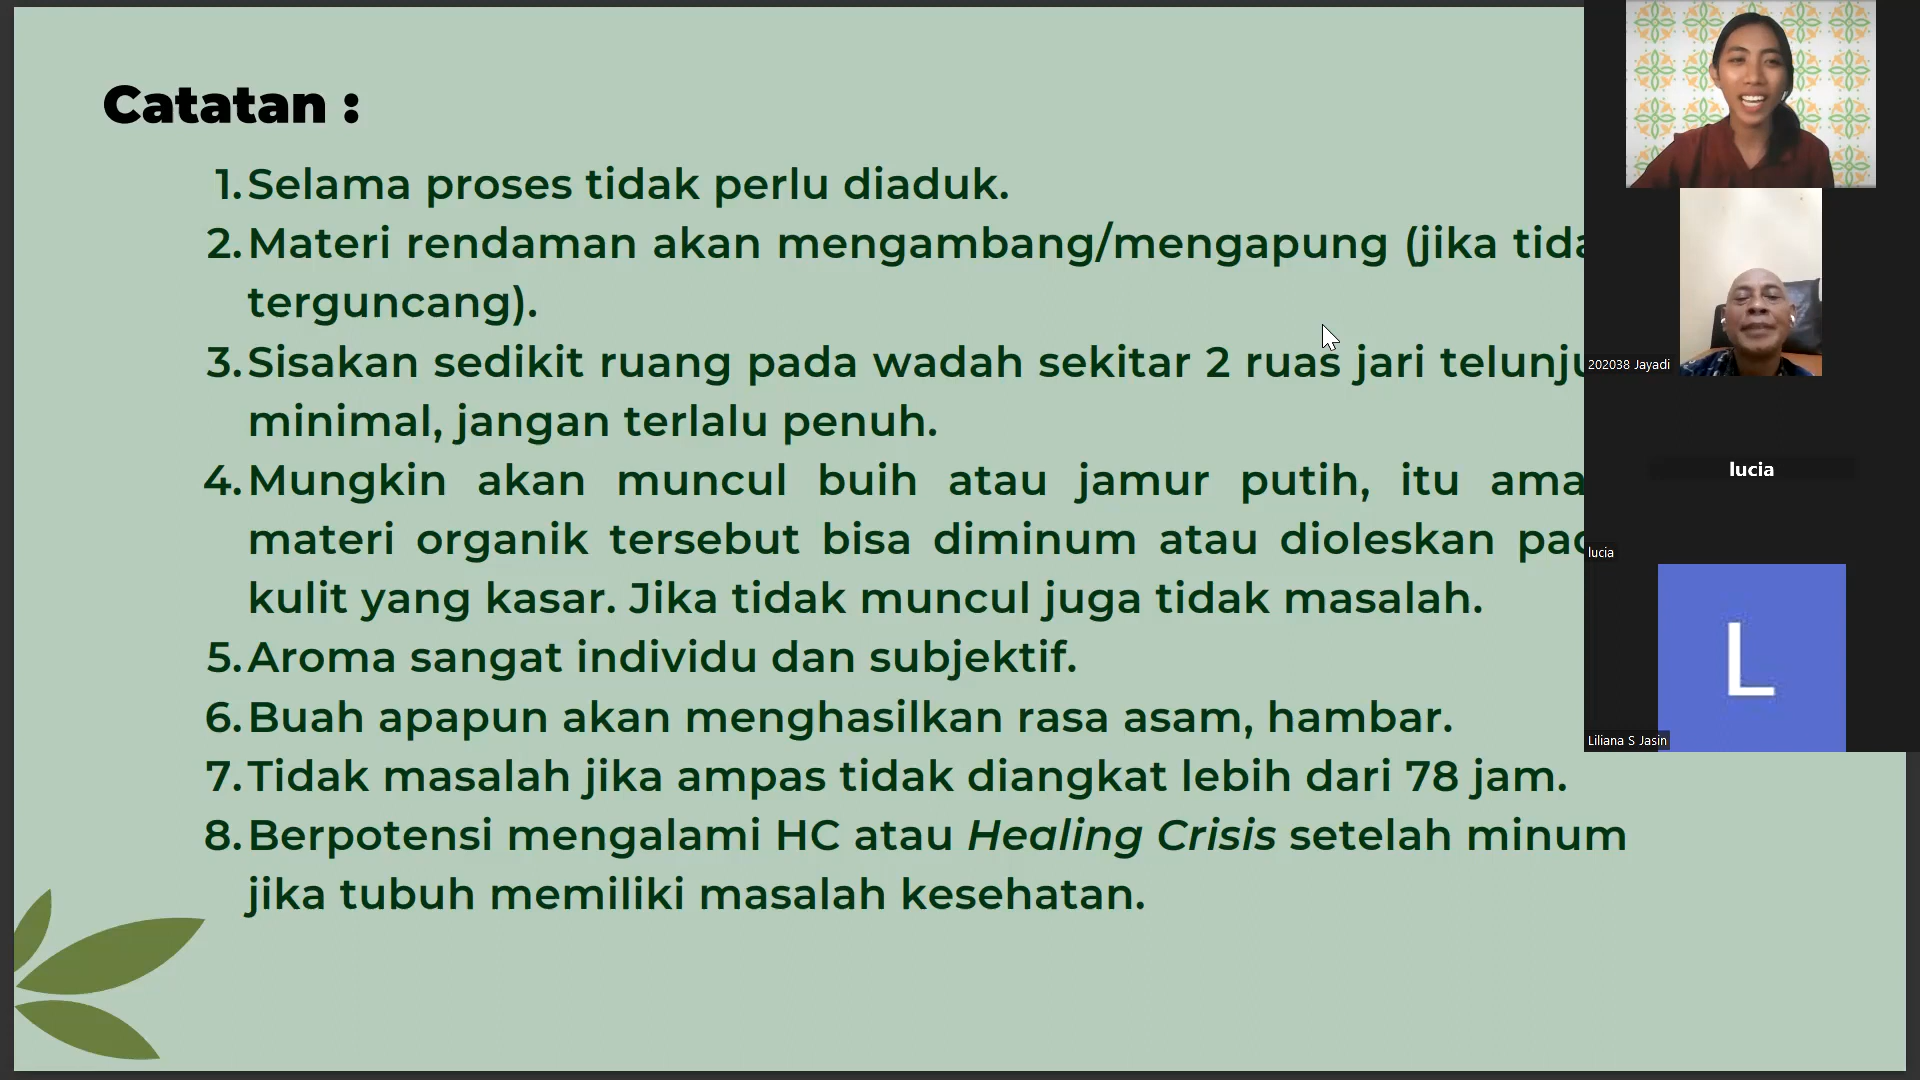 Catatan :
1. Selama proses tidak perlu diaduk.
2. Materi rendaman akan mengambang/mengapung (jika
terguncang).
3. Sisakan sedikit ruang pada wadah sekitar 2 ruas jari
minimal, jangan terlalu penuh.
4. Mungkin akan muncul buih atau jamur putih, itu
materi organik tersebut bisa diminum atau dioleskan
kulit yang kasar. Jika tidak muncul juga tidak masalah.
5. Aroma sangat individu dan subjektif.
6. Buah apapun akan menghasilkan rasa asam, hambar.
7. Tidak masalah jika ampas tidak diangkat lebih dari 78 jam.
8. Berpotensi mengalami HC atau Healing Crisis setelah minum
jika tubuh memiliki masalah kesehatan.
202038 Jayadi
lucia
lucia
L
Liliana S Jasin